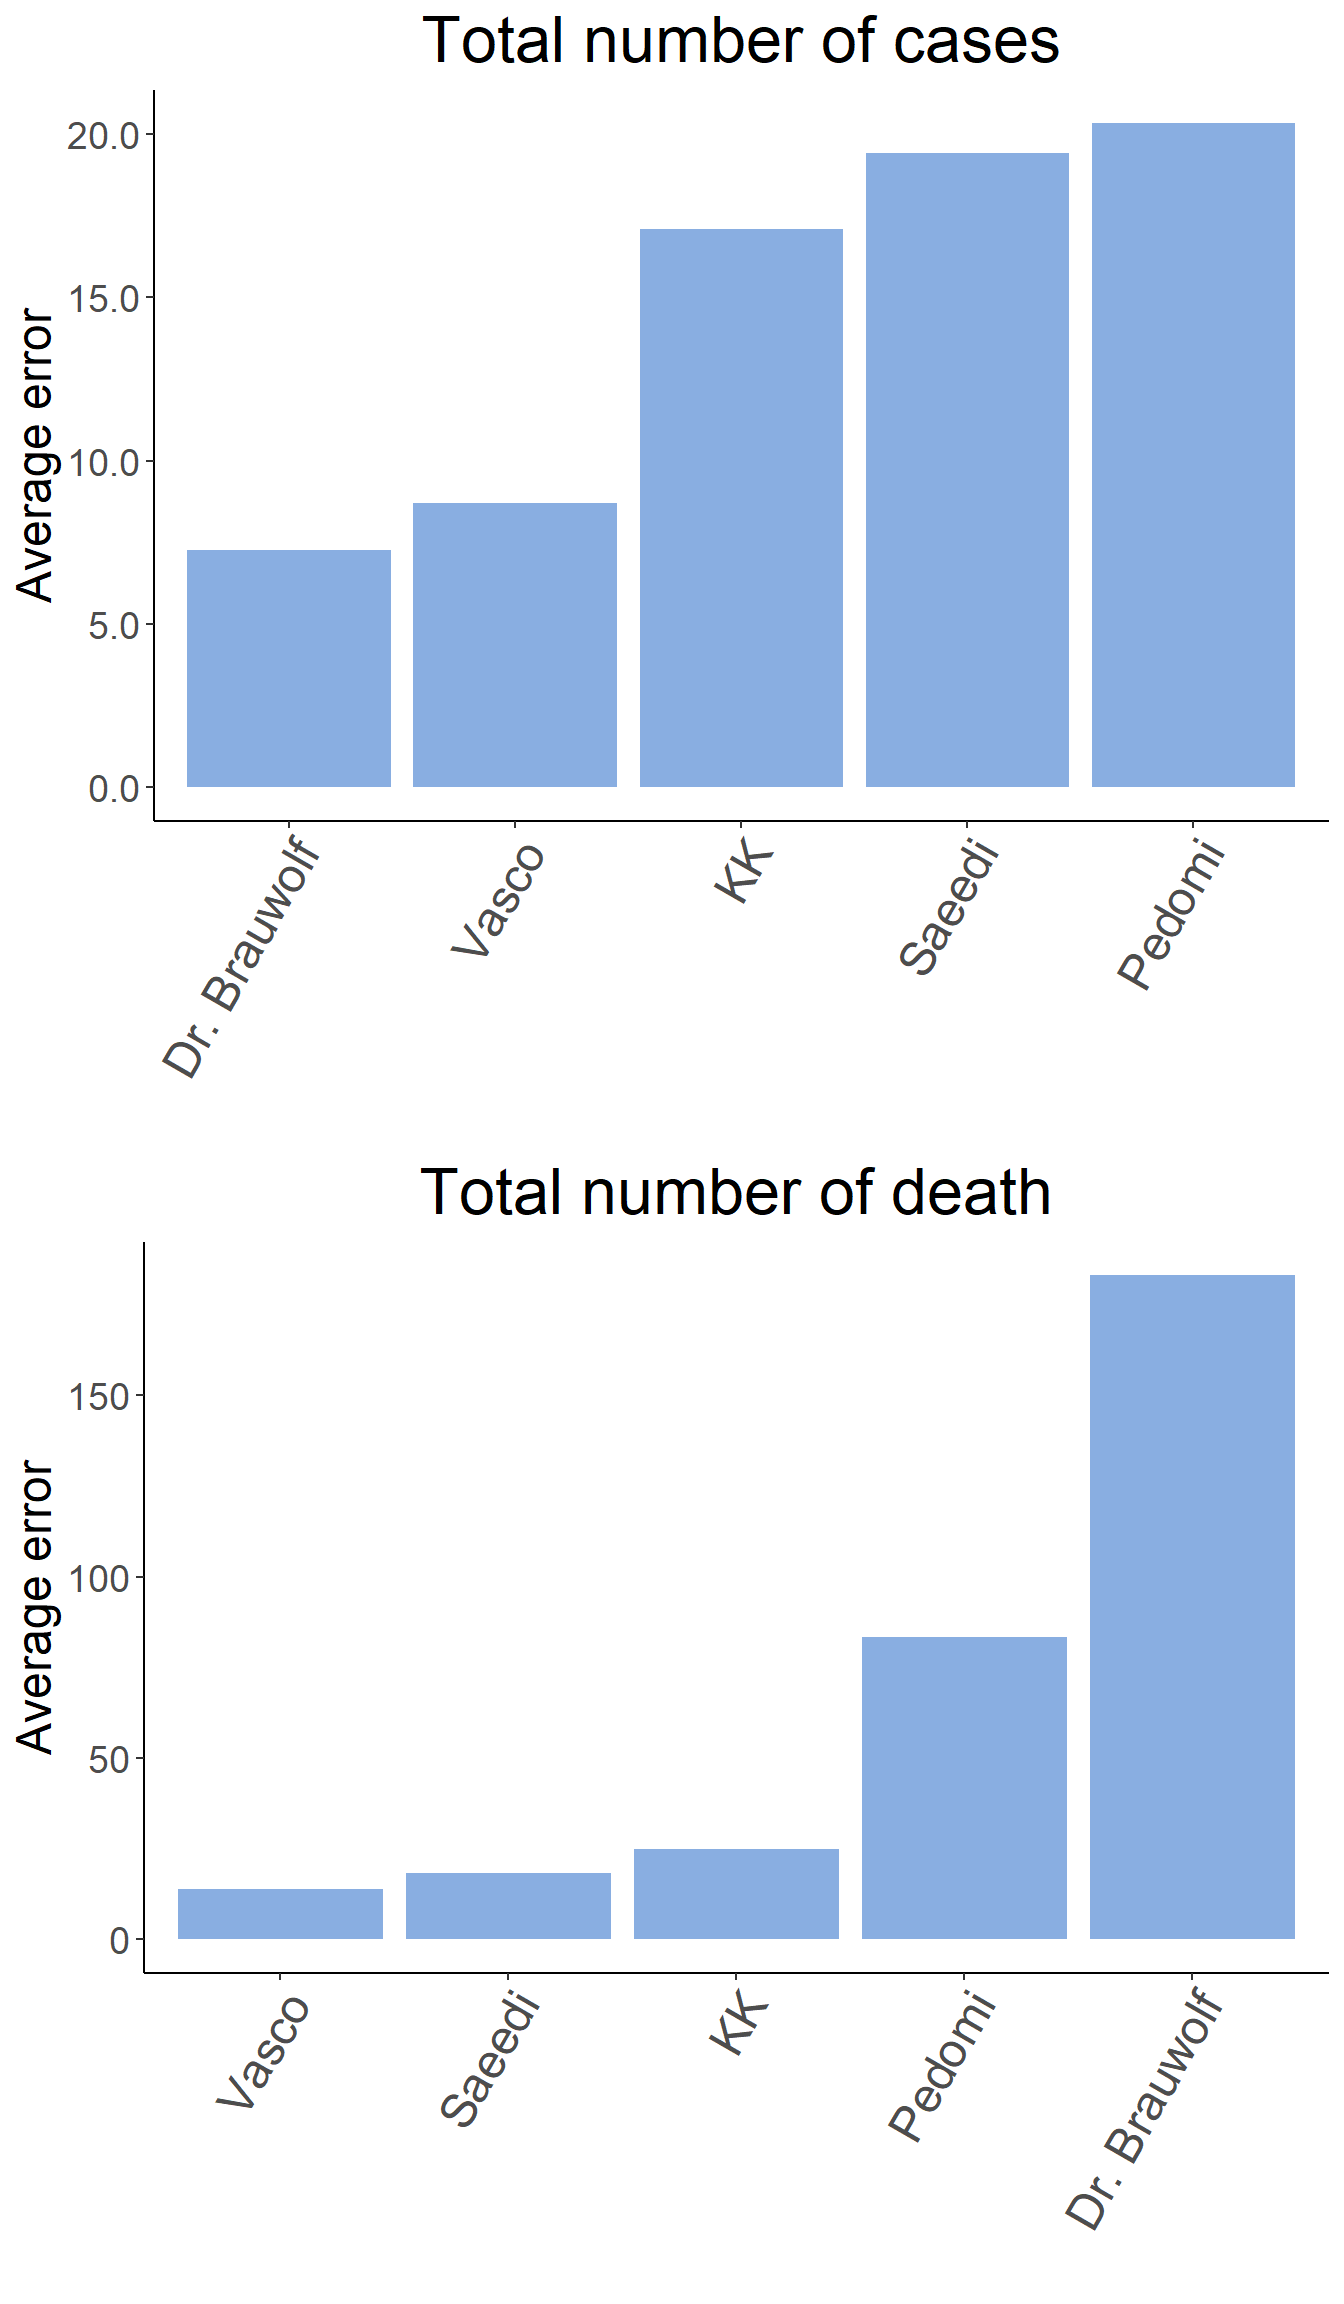 Total number of cases
Average error
20.0
15.0
10.0
5.0
0.0
Dr. Brauwolf
Vasco
KK
Saeedi
Pedomi
Total number of death
Average error
150
100
50
0
Vasco
Saeedi
KK
Pedomi
Dr. Brauwolf